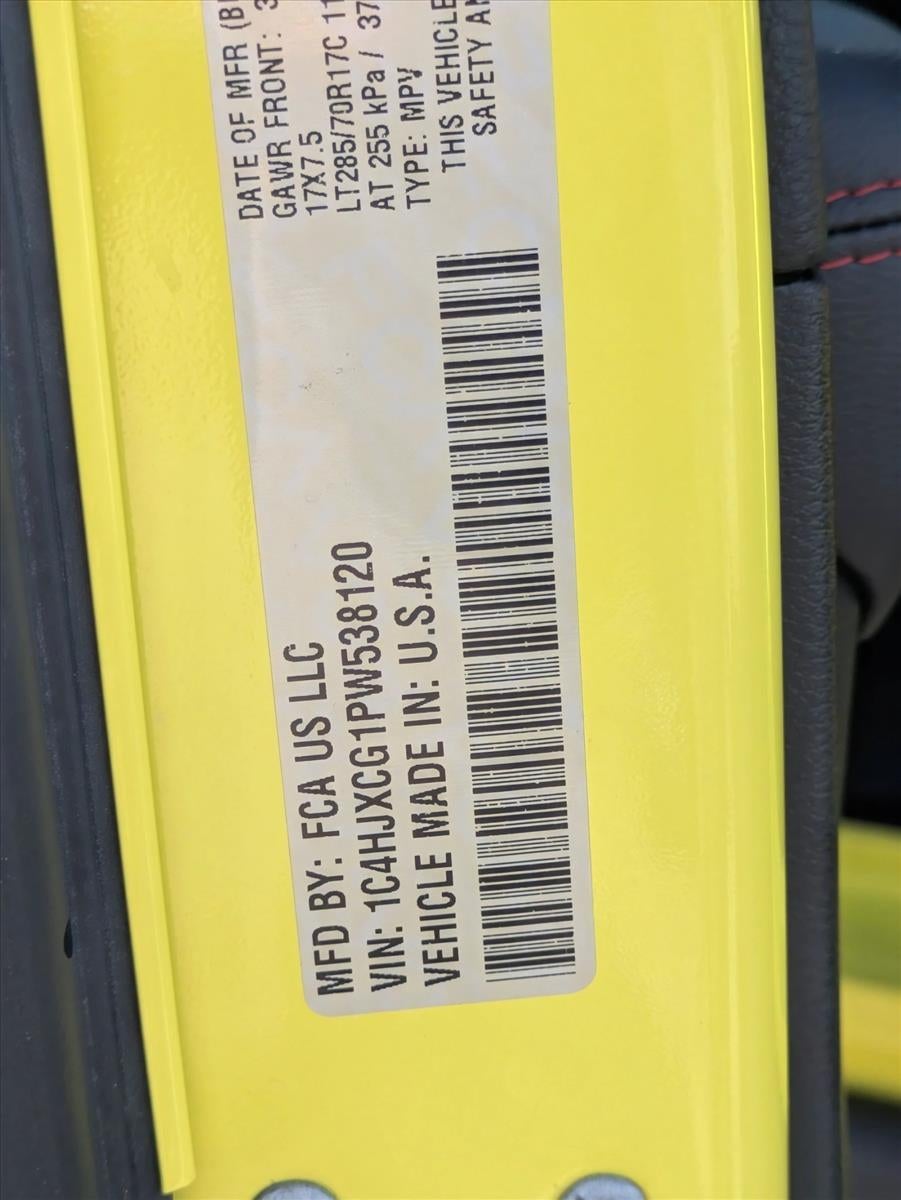 MFD BY: FCA US LLC
VIN: 1C4HJXCG1PW538120
VEHICLE MADE IN: U.S.A.
DATE OF MFR
GAWR FRONT:
17X7.5
LT285/70R17C
AT 255 kPa / 37
TYPE: MPV
THIS VEHICLE
SAFETY